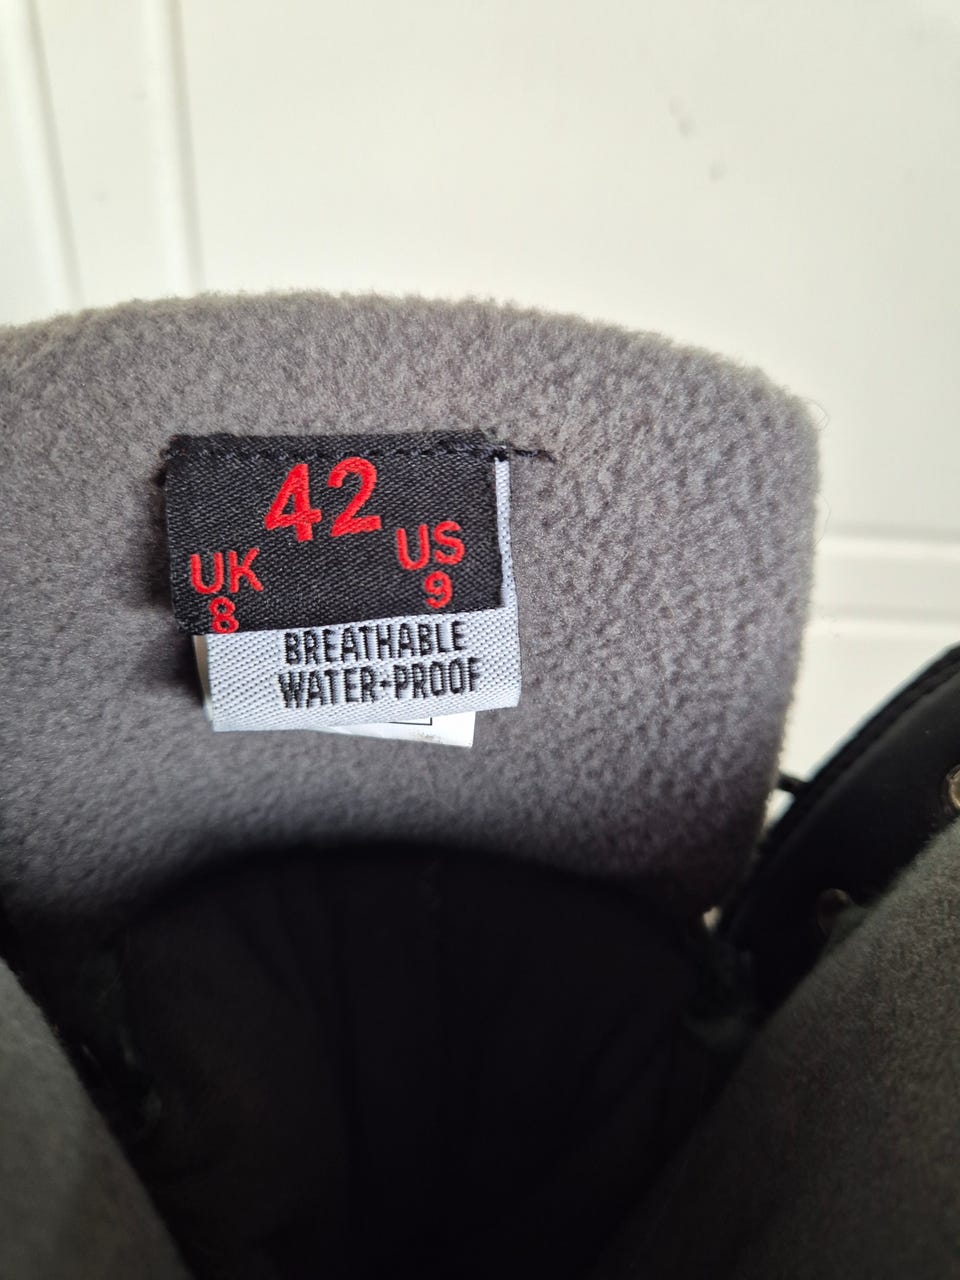 42
UK US
8 9
BREATHABLE
WATER-PROOF